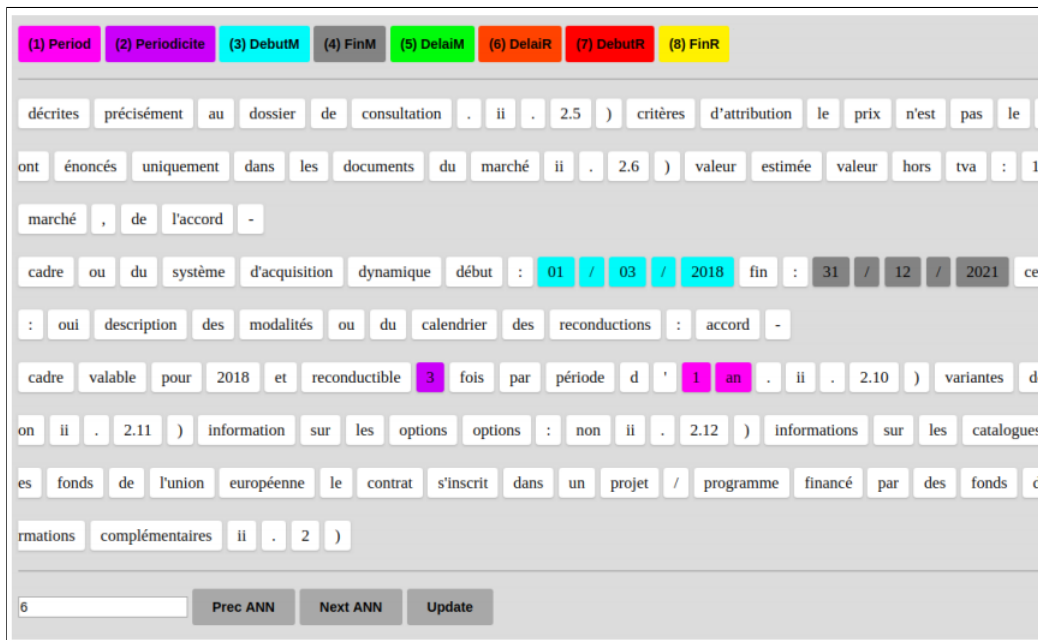 (1) Period (2) Periodicite (3) DebutM (4) FinM (5) DelaiM (6) DelaiR (7) DebutR (8) FinR
décrites précisément au dossier de consultation . ii . 2.5 ) critères d'attribution le prix n'est pas le
ont énoncés uniquement dans les documents du marché ii . 2.6 ) valeur estimée valeur hors tva : 1
marché , de l'accord -
cadre ou du système d'acquisition dynamique début : 01 / 03 / 2018 fin : 31 / 12 / 2021 ce
: oui description des modalités ou du calendrier des reconductions : accord -
cadre valable pour 2018 et reconductible 3 fois par période d ' 1 an . ii . 2.10 ) variantes d
on ii . 2.11 ) information sur les options options : non ii . 2.12 ) informations sur les catalogues
es fonds de l'union européenne le contrat s'inscrit dans un projet / programme financé par des fonds d
rmations complémentaires ii . 2 )
6 Prec ANN Next ANN Update